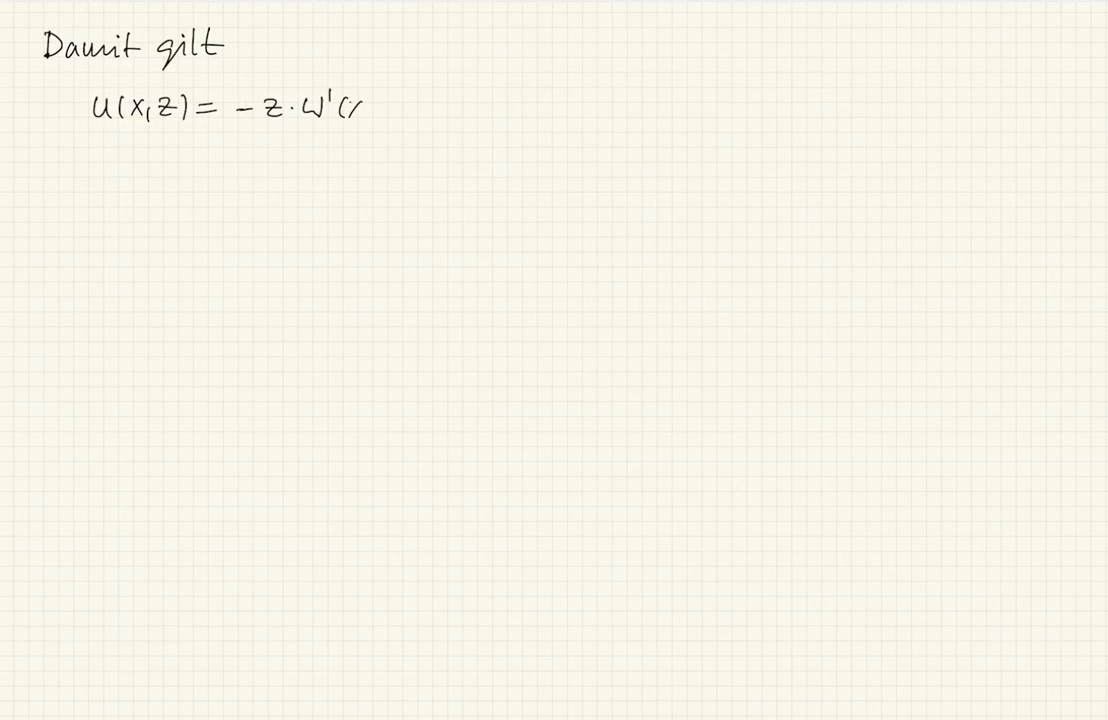 Damit gilt
u(x,z) = - z · w'(